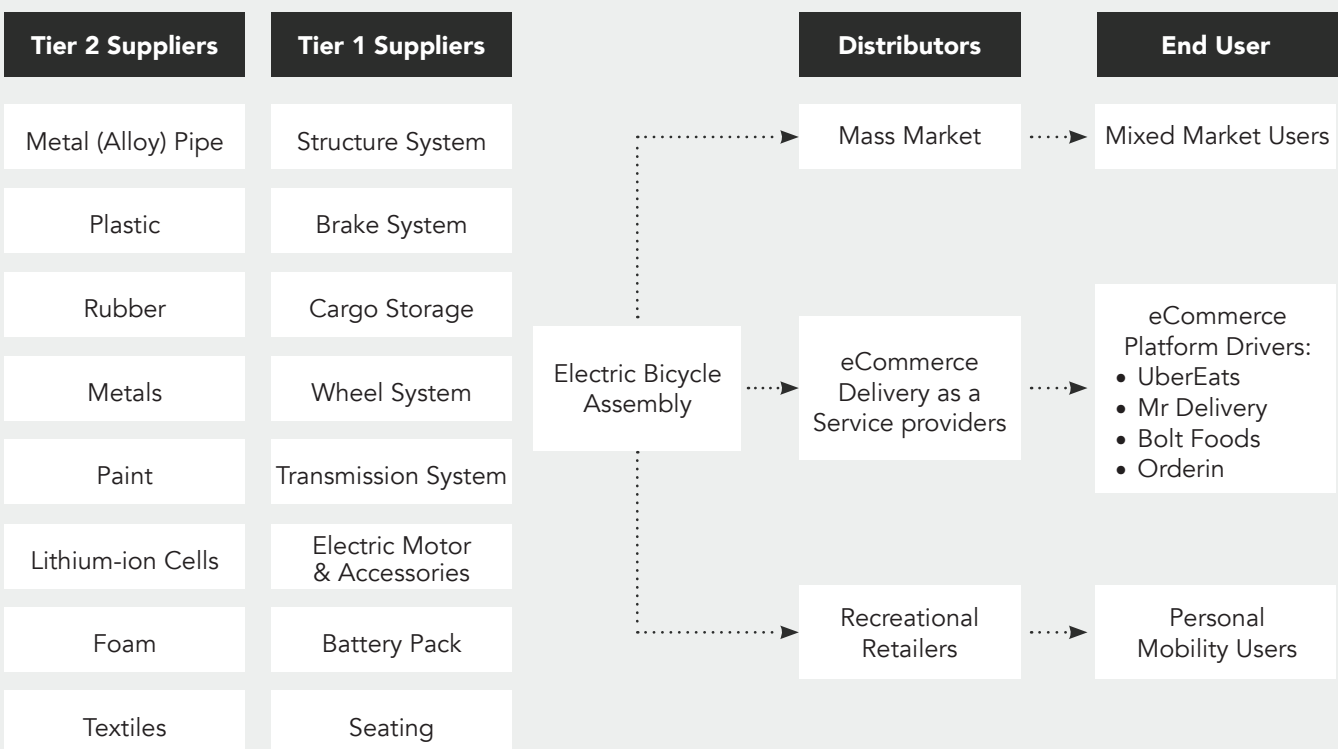 Tier 2 Suppliers
Tier 1 Suppliers
Distributors
End User
Metal (Alloy) Pipe
Structure System
Mass Market
Mixed Market Users
Plastic
Brake System
Rubber
Cargo Storage
Metals
Wheel System
Electric Bicycle
Assembly
eCommerce
Delivery as a
Service providers
eCommerce
Platform Drivers:
• UberEats
• Mr Delivery
• Bolt Foods
• Orderin
Paint
Transmission System
Lithium-ion Cells
Electric Motor
& Accessories
Foam
Battery Pack
Recreational
Retailers
Personal
Mobility Users
Textiles
Seating